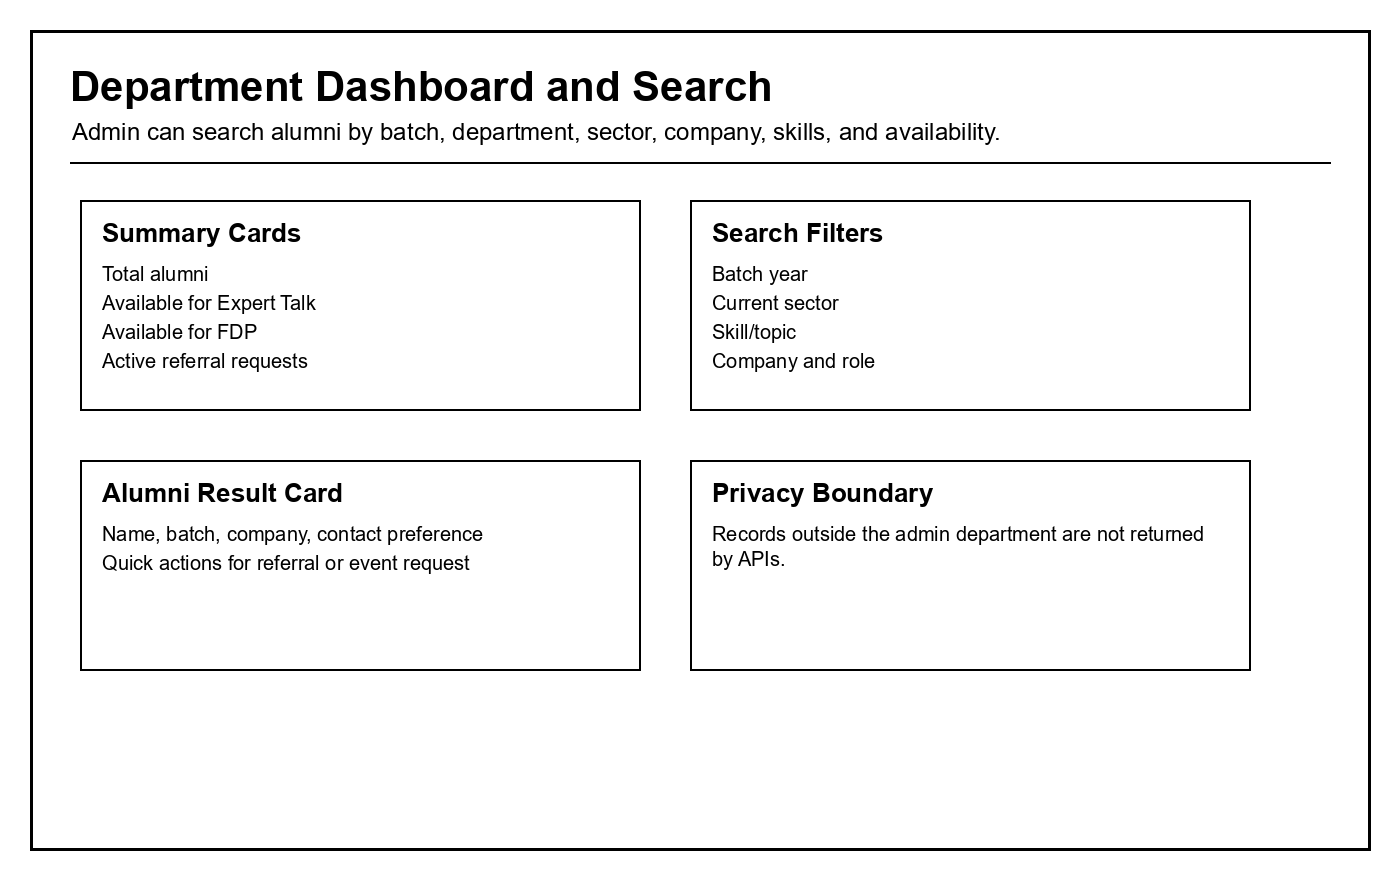 Department Dashboard and Search
Admin can search alumni by batch, department, sector, company, skills, and availability.
Summary Cards
Total alumni
Available for Expert Talk
Available for FDP
Active referral requests
Search Filters
Batch year
Current sector
Skill/topic
Company and role
Alumni Result Card
Name, batch, company, contact preference
Quick actions for referral or event request
Privacy Boundary
Records outside the admin department are not returned
by APIs.